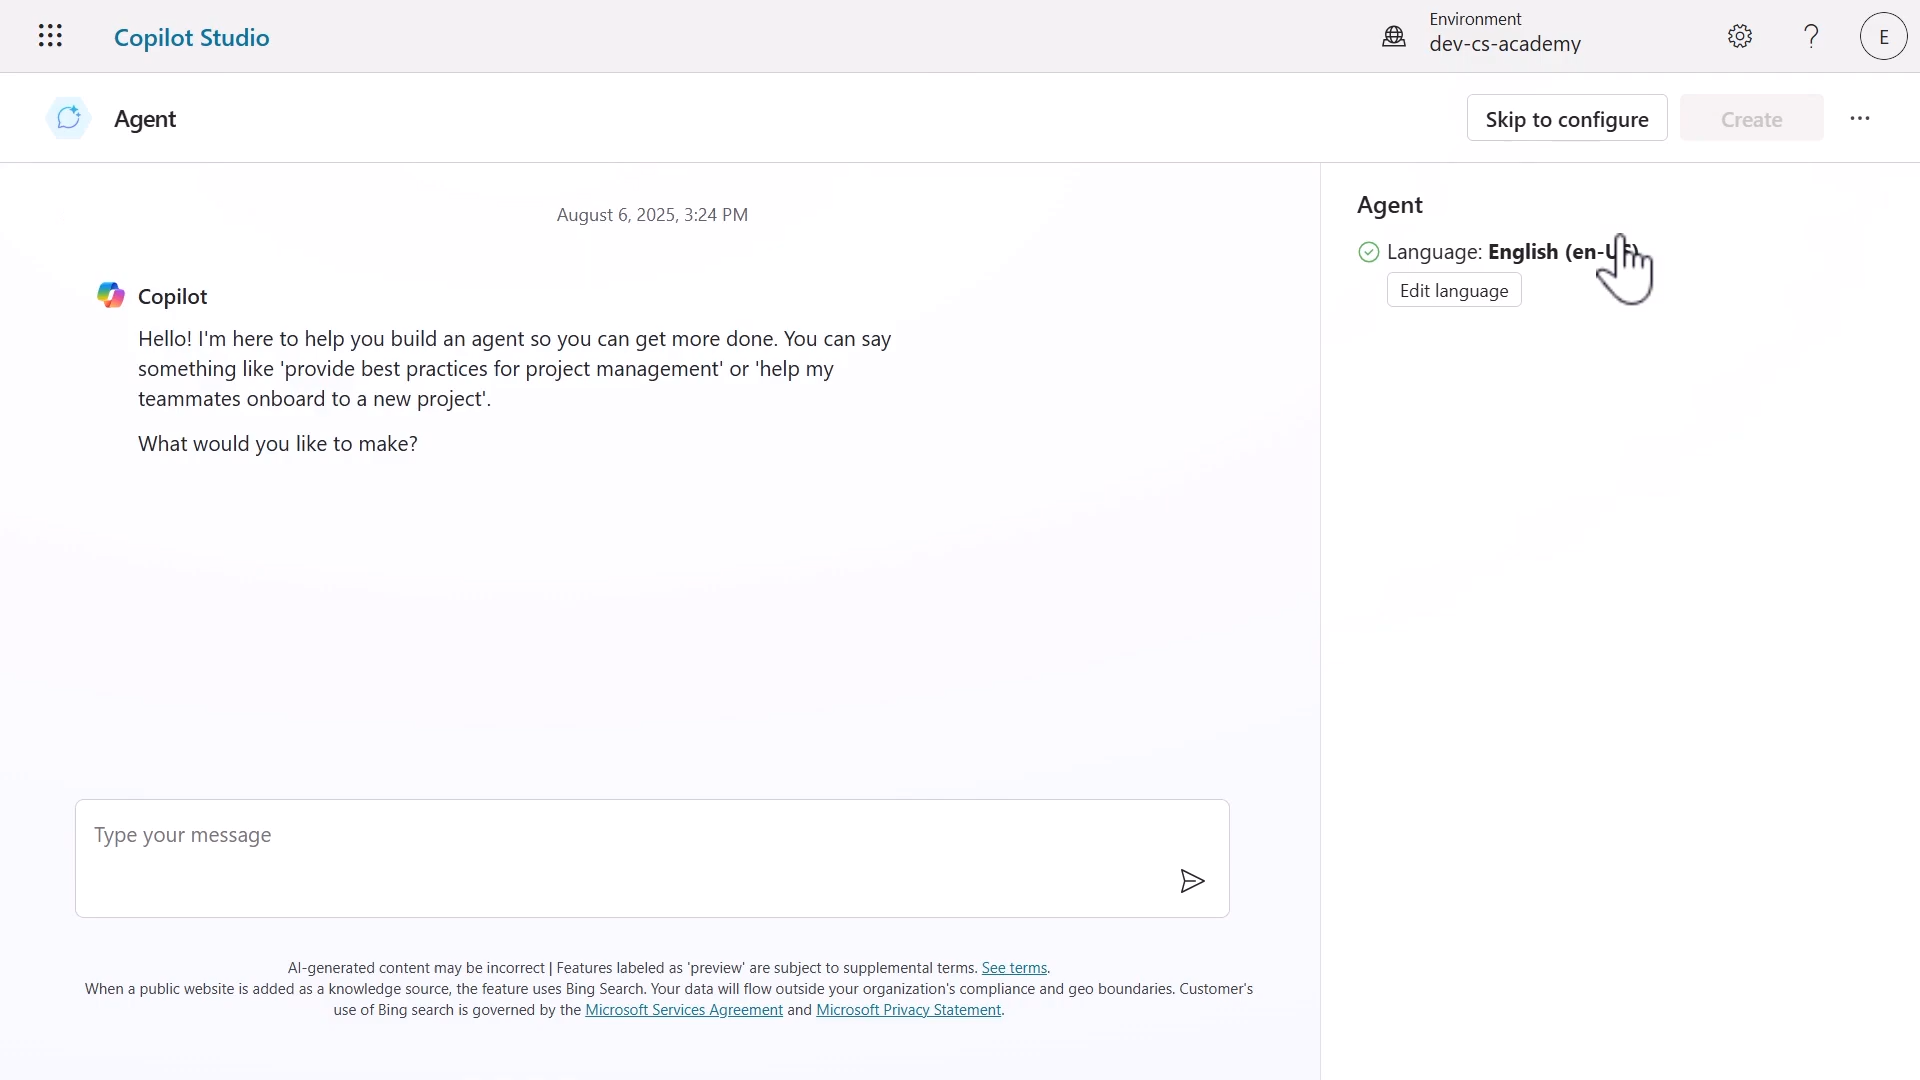 Copilot Studio
Environment
dev-cs-academy
E
Agent
Skip to configure
Create
August 6, 2025, 3:24 PM
Copilot
Hello! I'm here to help you build an agent so you can get more done. You can say
something like 'provide best practices for project management' or 'help my
teammates onboard to a new project'.
What would you like to make?
Type your message
AI-generated content may be incorrect | Features labeled as 'preview' are subject to supplemental terms. See terms.
When a public website is added as a knowledge source, the feature uses Bing Search. Your data will flow outside your organization's compliance and geo boundaries. Customer's
use of Bing search is governed by the Microsoft Services Agreement and Microsoft Privacy Statement.
Agent
Language: English (en-US)
Edit language